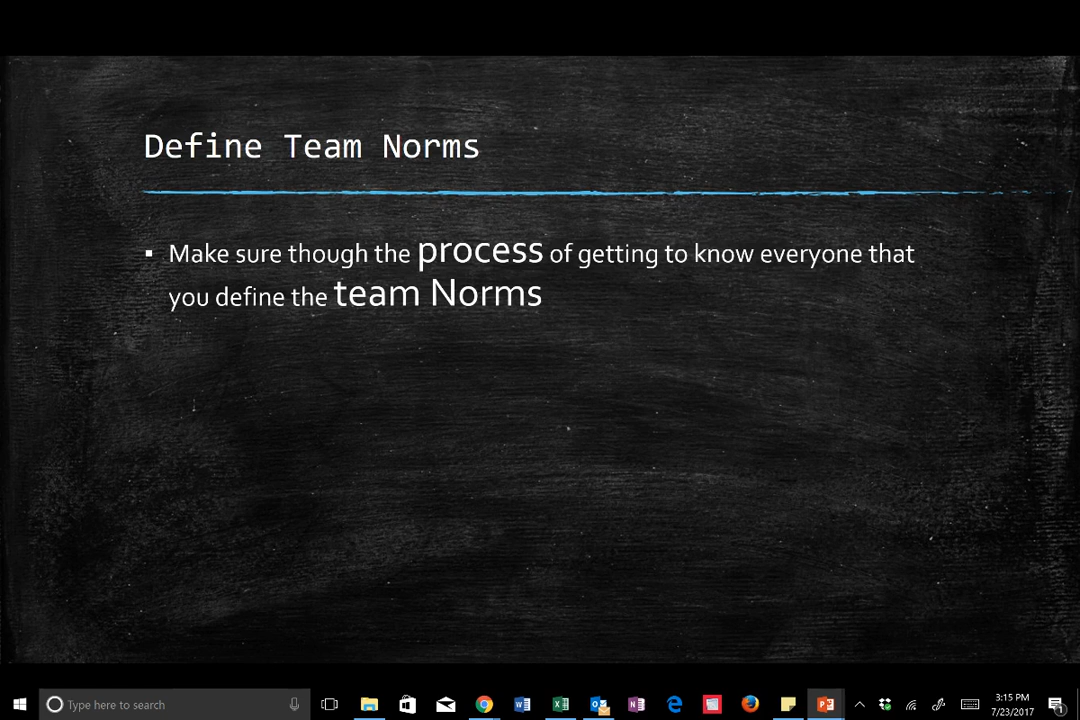 Define Team Norms
▪ Make sure though the process of getting to know everyone that
you define the team Norms
Type here to search
3:15 PM
7/23/2017